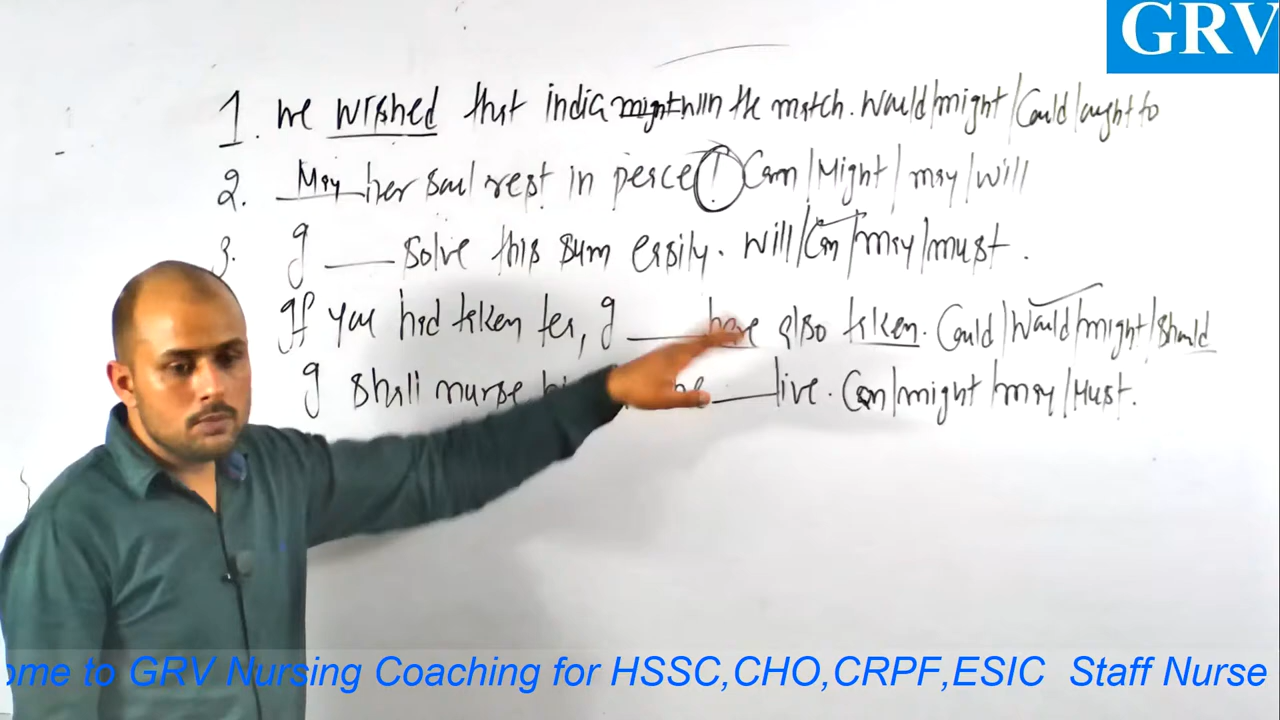 GRV
1. We wished that india might win the match. Would/might/Could/aught to
2. May her soul rest in peace! Can/Might/may/will
3. I ___ solve this sum easily. Will/Can/may/must.
If you had taken tea, I ___ have also taken. Could/Would/might/should
I shall nurse ___ live. Can/might/may/Must.
ome to GRV Nursing Coaching for HSSC,CHO,CRPF,ESIC Staff Nurse